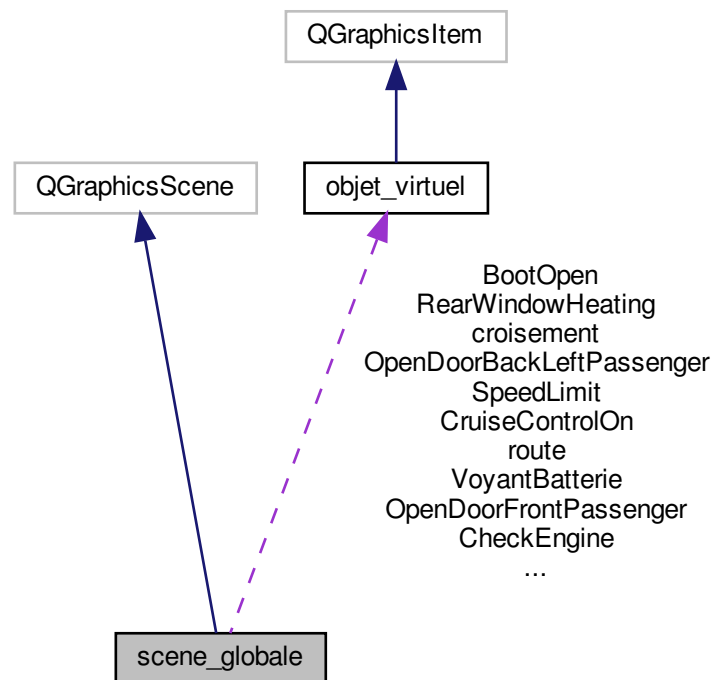 QGraphicsItem
QGraphicsScene
objet_virtuel
BootOpen
RearWindowHeating
croisement
OpenDoorBackLeftPassenger
SpeedLimit
CruiseControlOn
route
VoyantBatterie
OpenDoorFrontPassenger
CheckEngine
...
scene_globale